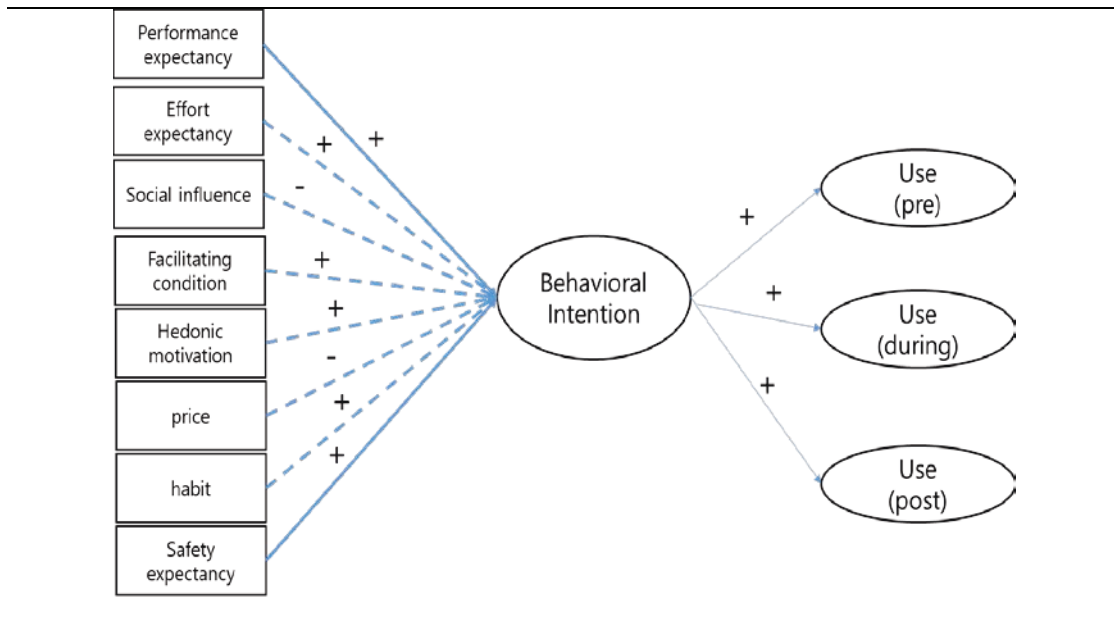 Performance
expectancy
Effort
expectancy
Social influence
Facilitating
condition
Hedonic
motivation
price
habit
Safety
expectancy
+
+
-
+
+
-
+
+
Behavioral
Intention
+
+
+
Use
(pre)
Use
(during)
Use
(post)